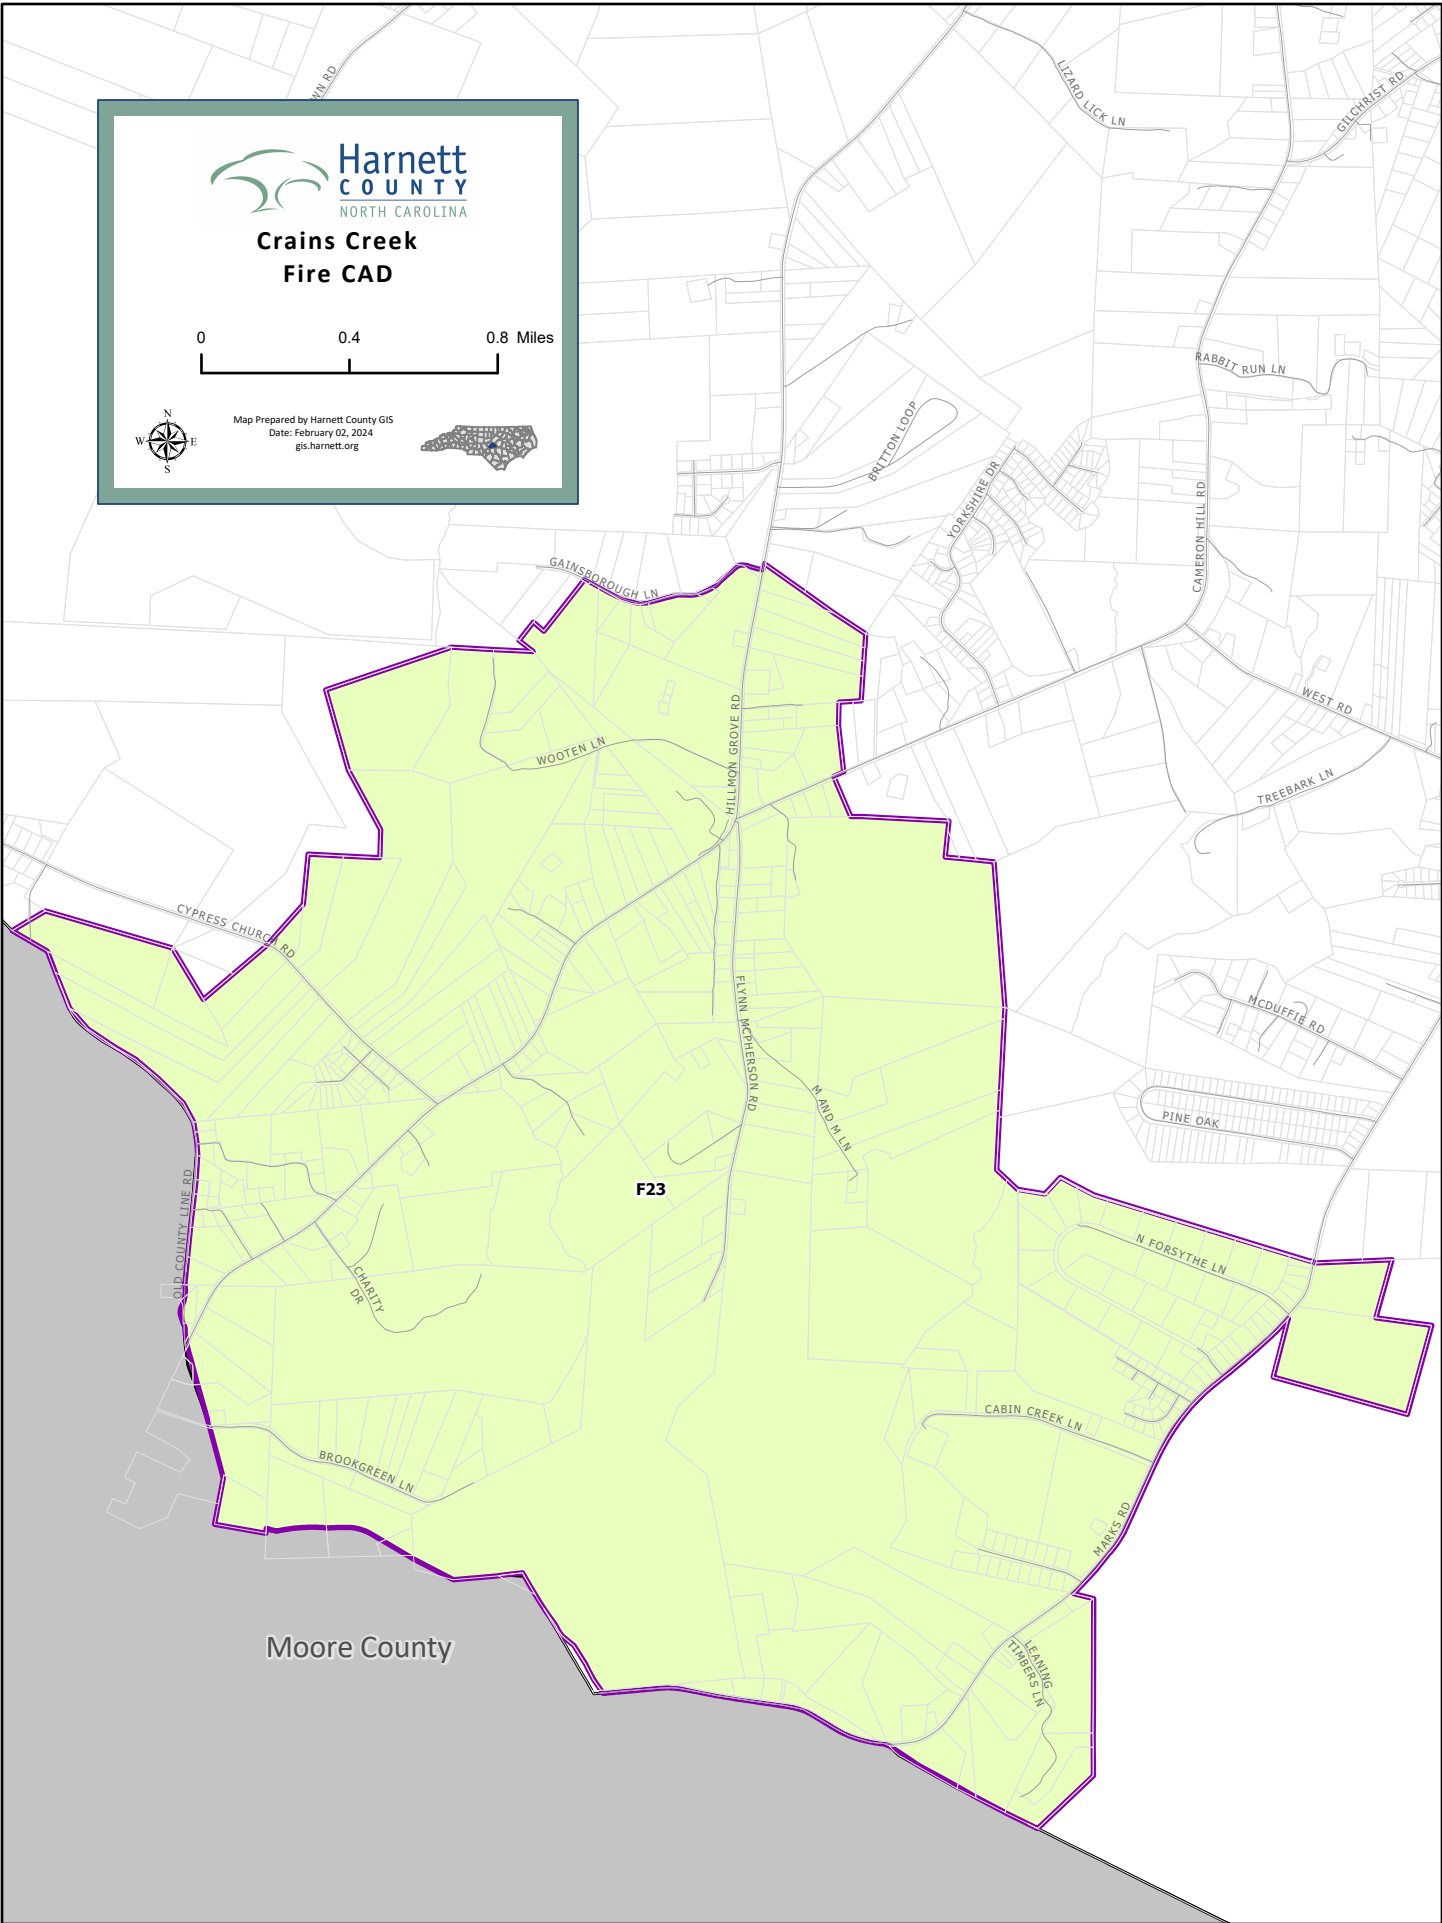 WN RD
LIZARD LICK LN
GILCHRIST RD
Harnett
COUNTY
NORTH CAROLINA
Crains Creek
Fire CAD
0 0.4 0.8 Miles
N
W E
S
Map Prepared by Harnett County GIS
Date: February 02, 2024
gis.harnett.org
RABBIT RUN LN
BRITTON LOOP
YORKSHIRE DR
CAMERON HILL RD
GAINSBOROUGH LN
WEST RD
HILLMON GROVE RD
WOOTEN LN
TREEBARK LN
CYPRESS CHURCH RD
FLYNN MCPHERSON RD
MCDUFFIE RD
M AND M LN
PINE OAK
F23
OLD COUNTY LINE RD
N FORSYTHE LN
CHARITY
DR
CABIN CREEK LN
BROOKGREEN LN
MARKS RD
Moore County
LEANING
TIMBERS LN